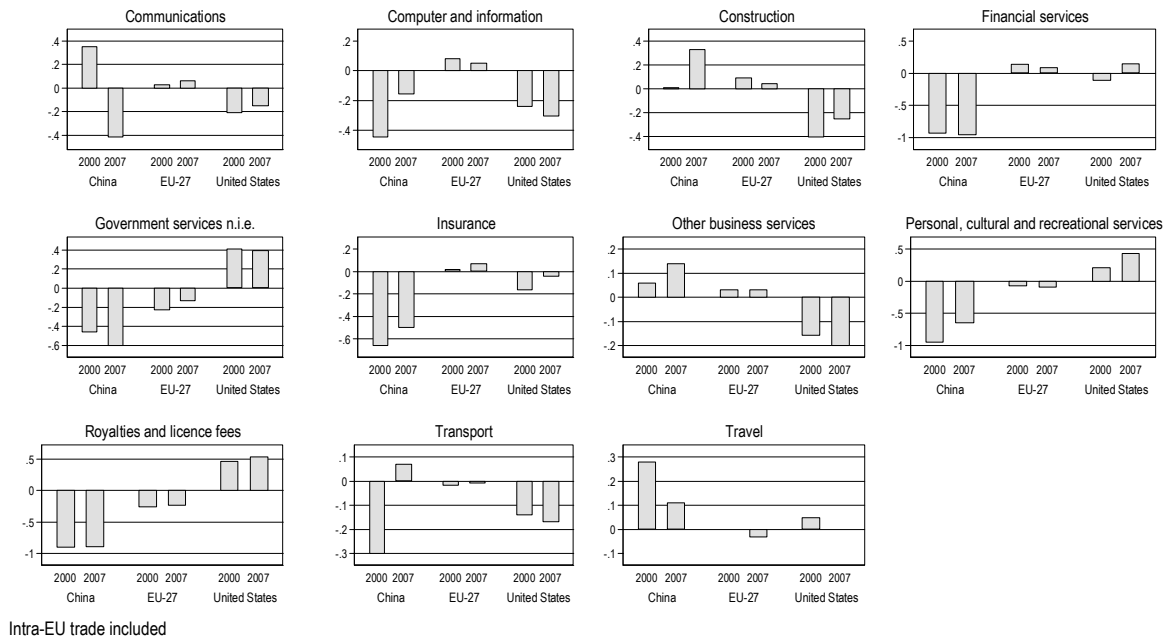 Communications
.4
.2
0
-.2
-.4
2000 2007 2000 2007 2000 2007
China EU-27 United States
Computer and information
.2
0
-.2
-.4
2000 2007 2000 2007 2000 2007
China EU-27 United States
Construction
.4
.2
0
-.2
-.4
2000 2007 2000 2007 2000 2007
China EU-27 United States
Financial services
.5
0
-.5
-1
2000 2007 2000 2007 2000 2007
China EU-27 United States
Government services n.i.e.
.4
.2
0
-.2
-.4
-.6
2000 2007 2000 2007 2000 2007
China EU-27 United States
Insurance
.2
0
-.2
-.4
-.6
2000 2007 2000 2007 2000 2007
China EU-27 United States
Other business services
.2
.1
0
-.1
-.2
2000 2007 2000 2007 2000 2007
China EU-27 United States
Personal, cultural and recreational services
.5
0
-.5
-1
2000 2007 2000 2007 2000 2007
China EU-27 United States
Royalties and licence fees
.5
0
-.5
-1
2000 2007 2000 2007 2000 2007
China EU-27 United States
Transport
.1
0
-.1
-.2
-.3
2000 2007 2000 2007 2000 2007
China EU-27 United States
Travel
.3
.2
.1
0
-.1
2000 2007 2000 2007 2000 2007
China EU-27 United States
Intra-EU trade included